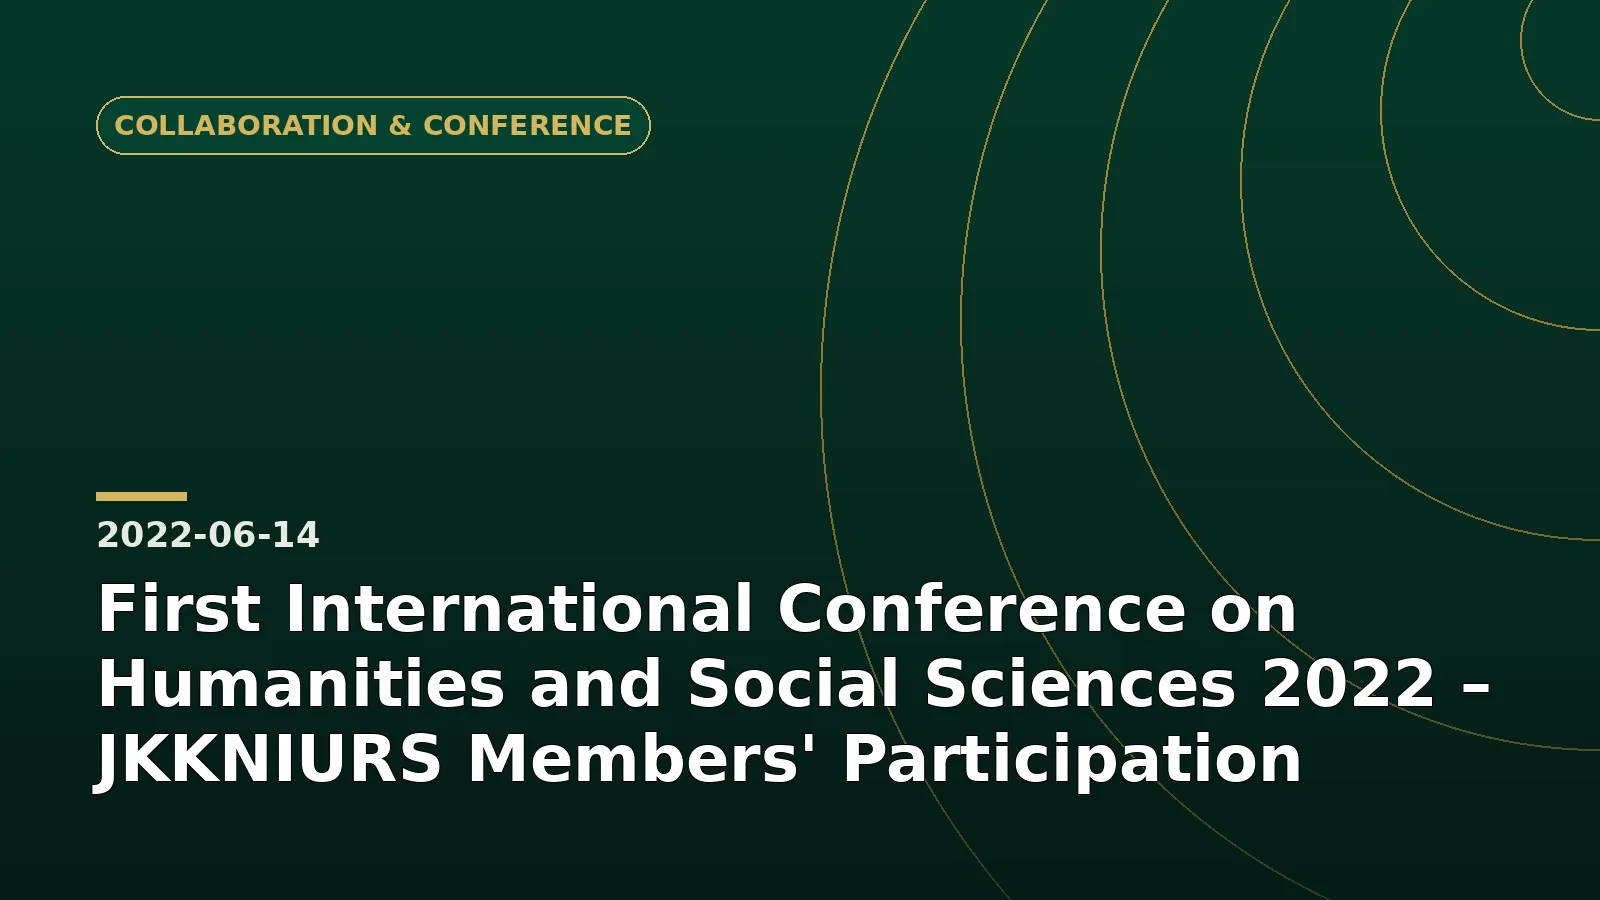 COLLABORATION & CONFERENCE
2022-06-14
First International Conference on
Humanities and Social Sciences 2022 –
JKKNIURS Members' Participation